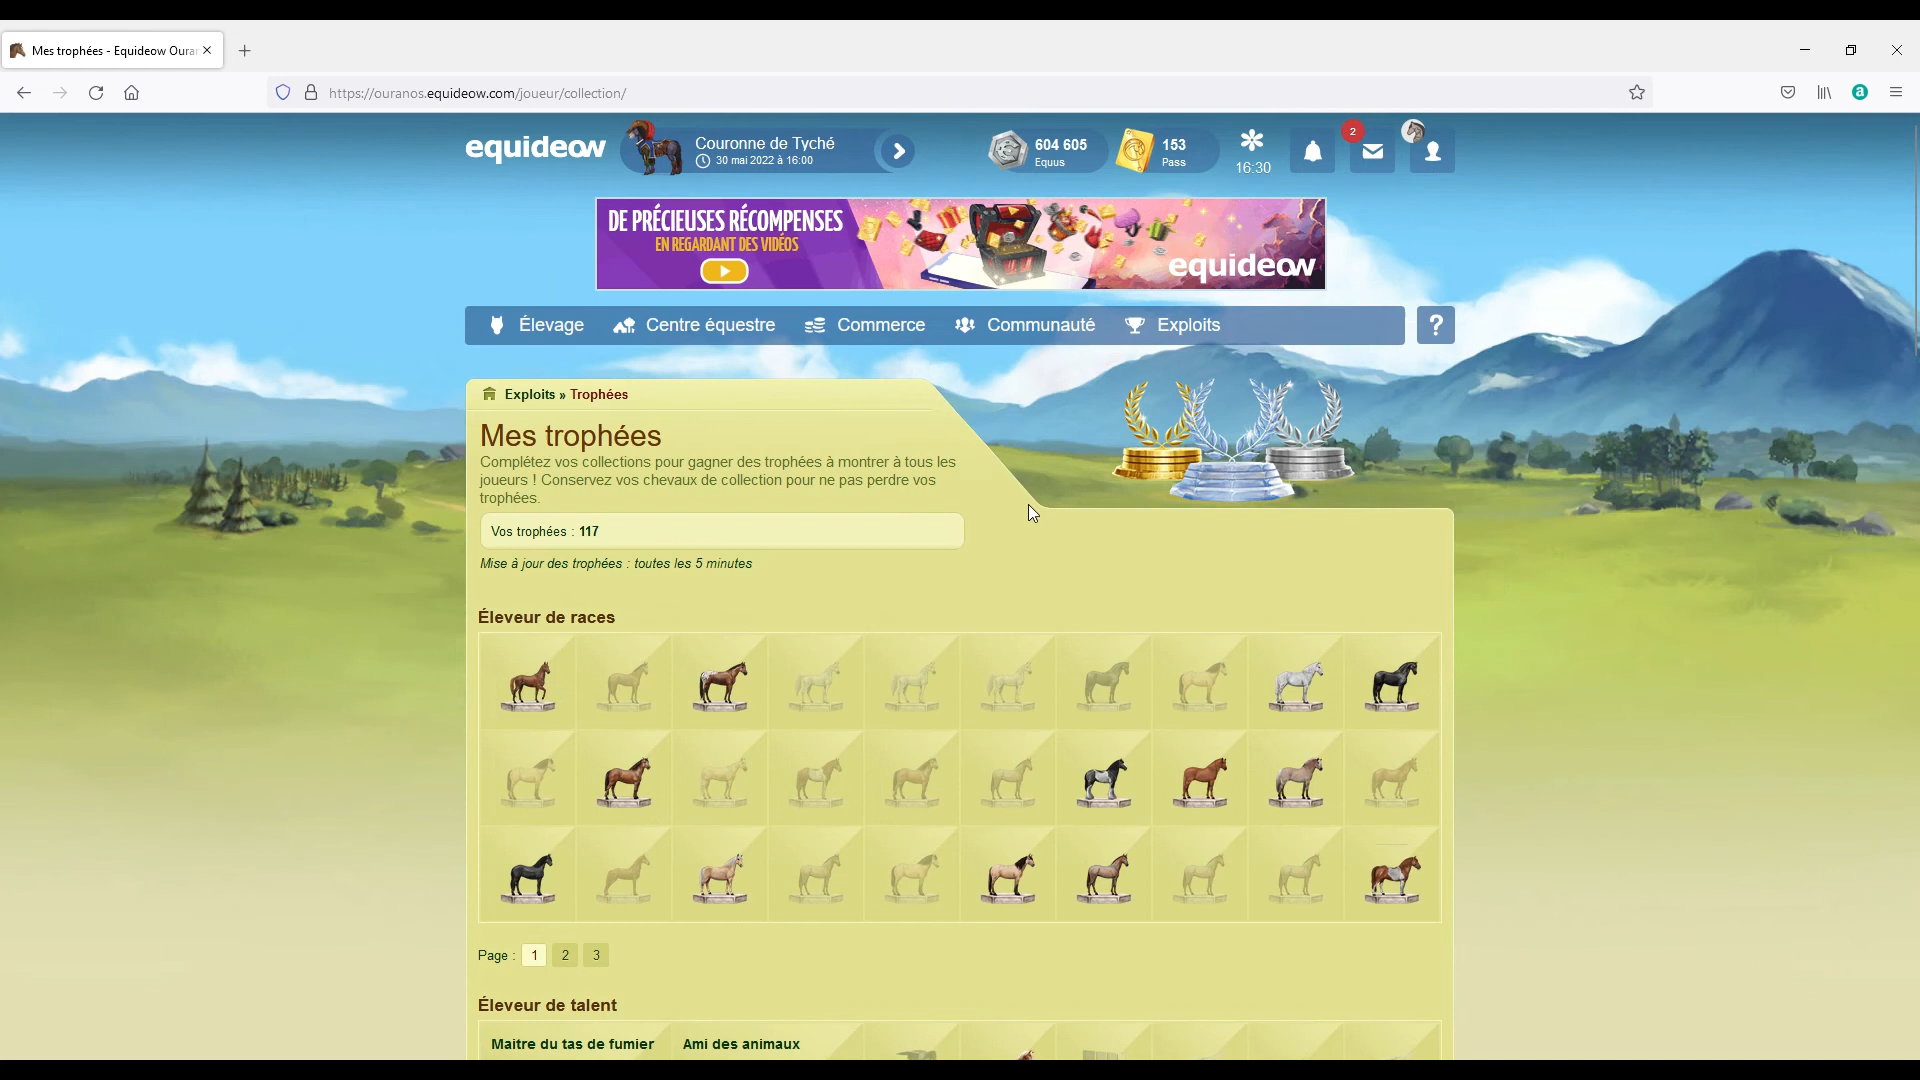 Mes trophées - Equideow Oura
https://ouranos.equideow.com/joueur/collection/
equideow
Couronne de Tyché
30 mai 2022 à 16:00
604 605
Equus
153
Pass
16:30
2
DE PRÉCIEUSES RÉCOMPENSES
EN REGARDANT DES VIDÉOS
equideow
Élevage
Centre équestre
Commerce
Communauté
Exploits
?
Exploits » Trophées
Mes trophées
Complétez vos collections pour gagner des trophées à montrer à tous les
joueurs ! Conservez vos chevaux de collection pour ne pas perdre vos
trophées.
Vos trophées : 117
Mise à jour des trophées : toutes les 5 minutes
Éleveur de races
Page : 1 2 3
Éleveur de talent
Maitre du tas de fumier
Ami des animaux